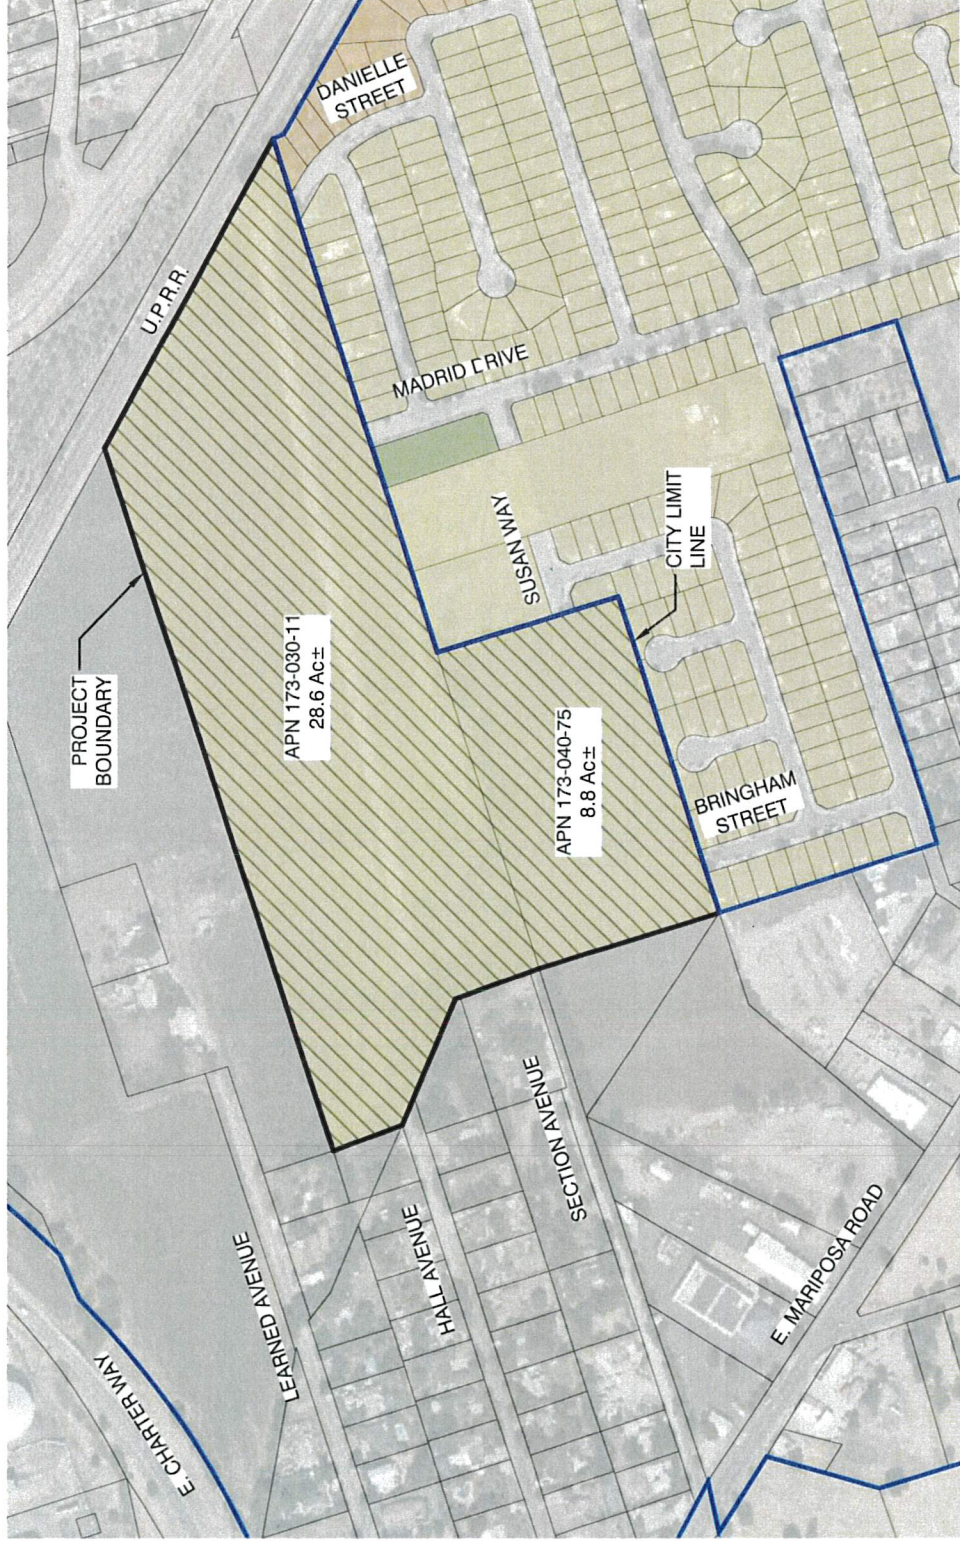 DANIELLE
STREET
U.P.R.R.
MADRID DRIVE
PROJECT
BOUNDARY
APN 173-030-11
28.6 Ac±
SUSAN WAY
CITY LIMIT
LINE
APN 173-040-75
8.8 Ac±
BRINGHAM
STREET
SECTION AVENUE
HALL AVENUE
LEARNED AVENUE
E. CHARTER WAY
E. MARIPOSA ROAD